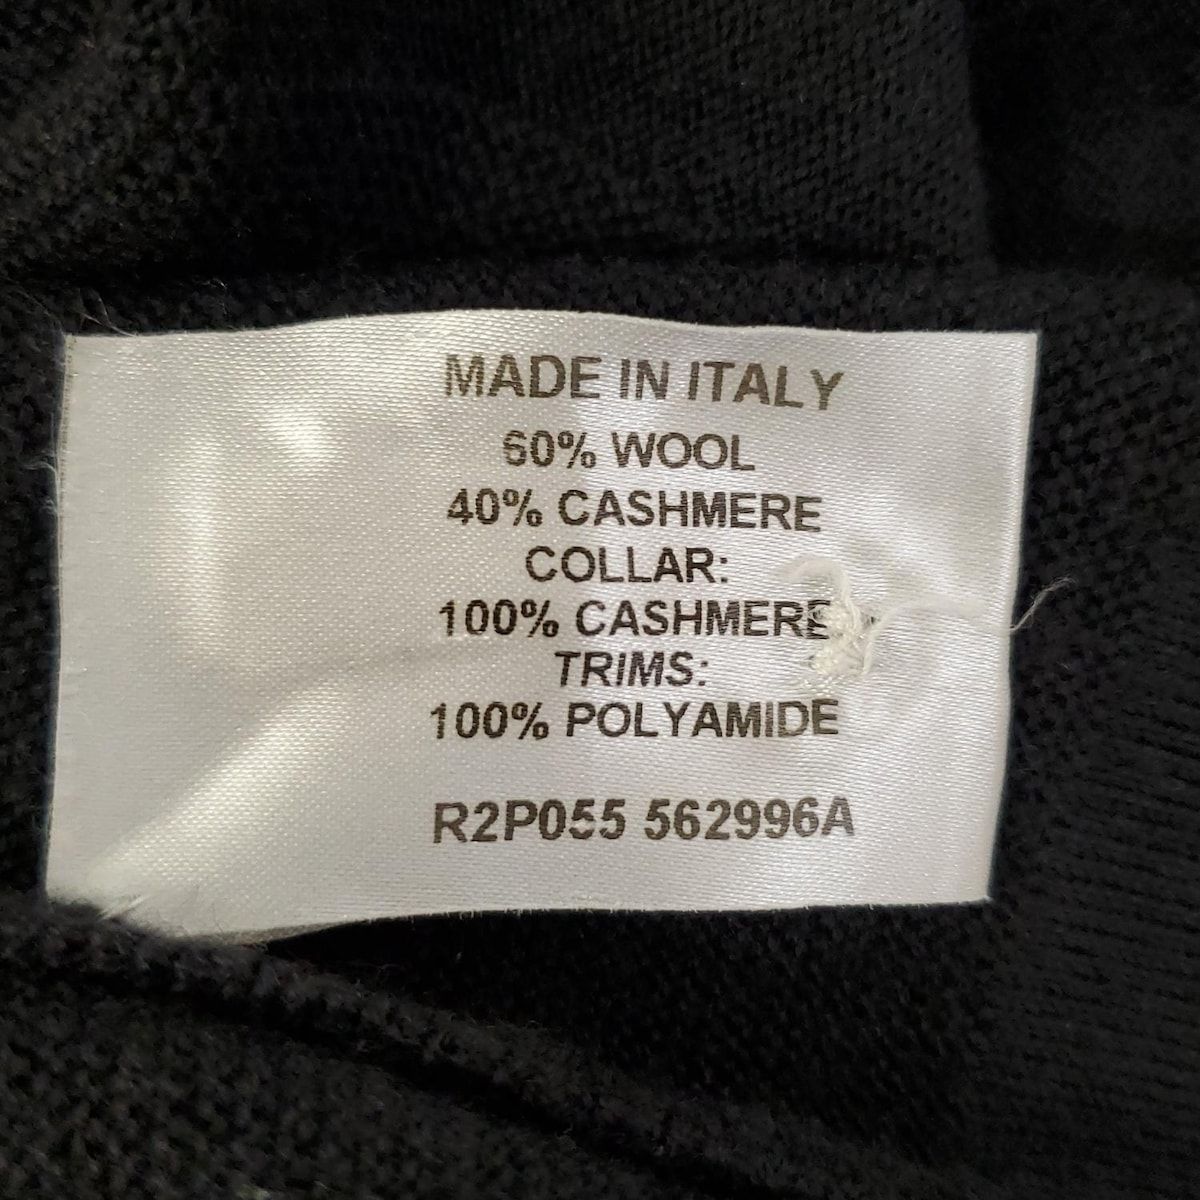 MADE IN ITALY
60% WOOL
40% CASHMERE
COLLAR:
100% CASHMERE
TRIMS:
100% POLYAMIDE
R2P055 562996A